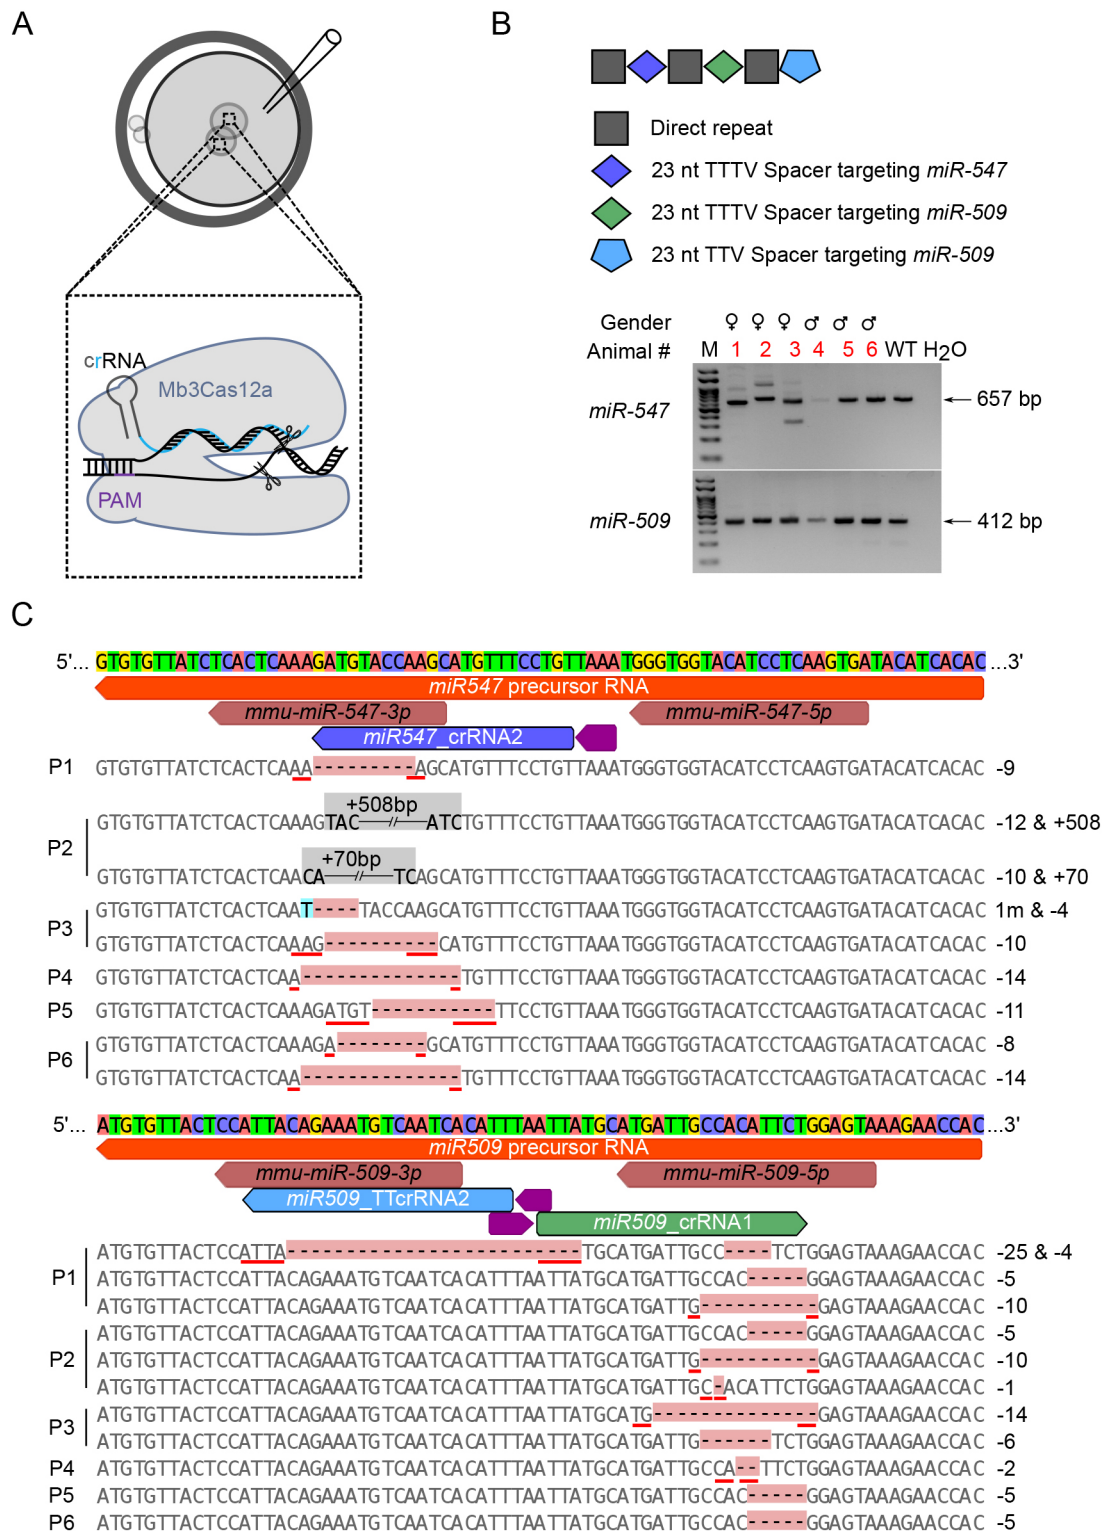 A
crRNA
Mb3Cas12a
PAM
B
Direct repeat
23 nt TTTV Spacer targeting miR-547
23 nt TTTV Spacer targeting miR-509
23 nt TTV Spacer targeting miR-509
Gender ♀ ♀ ♀ ♂ ♂ ♂
Animal # M 1 2 3 4 5 6 WT H2O
miR-547 657 bp
miR-509 412 bp
C
5'... GTGTGTTATCTCACTCAAAGATGTACCAAGCATGTTTCCTGTTAAATGGGTGGTACATCCTCAAGTGATACATCACAC ...3'
miR547 precursor RNA
mmu-miR-547-3p mmu-miR-547-5p
miR547_crRNA2
P1 GTGTGTTATCTCACTCAAA---------AGCATGTTTCCTGTTAAATGGGTGGTACATCCTCAAGTGATACATCACAC -9
+508bp
GTGTGTTATCTCACTCAAAGTAC—//—ATCTGTTTCCTGTTAAATGGGTGGTACATCCTCAAGTGATACATCACAC -12 & +508
P2
+70bp
GTGTGTTATCTCACTCAACA—//—TCAGCATGTTTCCTGTTAAATGGGTGGTACATCCTCAAGTGATACATCACAC -10 & +70
GTGTGTTATCTCACTCAAT----TACCAAGCATGTTTCCTGTTAAATGGGTGGTACATCCTCAAGTGATACATCACAC 1m & -4
P3
GTGTGTTATCTCACTCAAAG----------CATGTTTCCTGTTAAATGGGTGGTACATCCTCAAGTGATACATCACAC -10
P4 GTGTGTTATCTCACTCAA--------------TGTTTCCTGTTAAATGGGTGGTACATCCTCAAGTGATACATCACAC -14
P5 GTGTGTTATCTCACTCAAAGATGT-----------TTCCTGTTAAATGGGTGGTACATCCTCAAGTGATACATCACAC -11
GTGTGTTATCTCACTCAAAGA--------GCATGTTTCCTGTTAAATGGGTGGTACATCCTCAAGTGATACATCACAC -8
P6
GTGTGTTATCTCACTCAA--------------TGTTTCCTGTTAAATGGGTGGTACATCCTCAAGTGATACATCACAC -14
5'... ATGTGTTACTCCATTACAGAAATGTCAATCACATTTAATTATGCATGATTGCCACATTCTGGAGTAAAGAACCAC ...3'
miR509 precursor RNA
mmu-miR-509-3p mmu-miR-509-5p
miR509_TTcrRNA2
miR509_crRNA1
ATGTGTTACTCCATTA-------------------------TGCATGATTGCC----TCTGGAGTAAAGAACCAC -25 & -4
P1
ATGTGTTACTCCATTACAGAAATGTCAATCACATTTAATTATGCATGATTGCCAC-----GGAGTAAAGAACCAC -5
ATGTGTTACTCCATTACAGAAATGTCAATCACATTTAATTATGCATGATTG----------GAGTAAAGAACCAC -10
ATGTGTTACTCCATTACAGAAATGTCAATCACATTTAATTATGCATGATTGCCAC-----GGAGTAAAGAACCAC -5
P2 ATGTGTTACTCCATTACAGAAATGTCAATCACATTTAATTATGCATGATTG----------GAGTAAAGAACCAC -10
ATGTGTTACTCCATTACAGAAATGTCAATCACATTTAATTATGCATGATTGC-ACATTCTGGAGTAAAGAACCAC -1
ATGTGTTACTCCATTACAGAAATGTCAATCACATTTAATTATGCATG--------------GAGTAAAGAACCAC -14
P3
ATGTGTTACTCCATTACAGAAATGTCAATCACATTTAATTATGCATGATTG------TCTGGAGTAAAGAACCAC -6
P4 ATGTGTTACTCCATTACAGAAATGTCAATCACATTTAATTATGCATGATTGCCA--TTCTGGAGTAAAGAACCAC -2
P5 ATGTGTTACTCCATTACAGAAATGTCAATCACATTTAATTATGCATGATTGCCAC-----GGAGTAAAGAACCAC -5
P6 ATGTGTTACTCCATTACAGAAATGTCAATCACATTTAATTATGCATGATTGCCAC-----GGAGTAAAGAACCAC -5